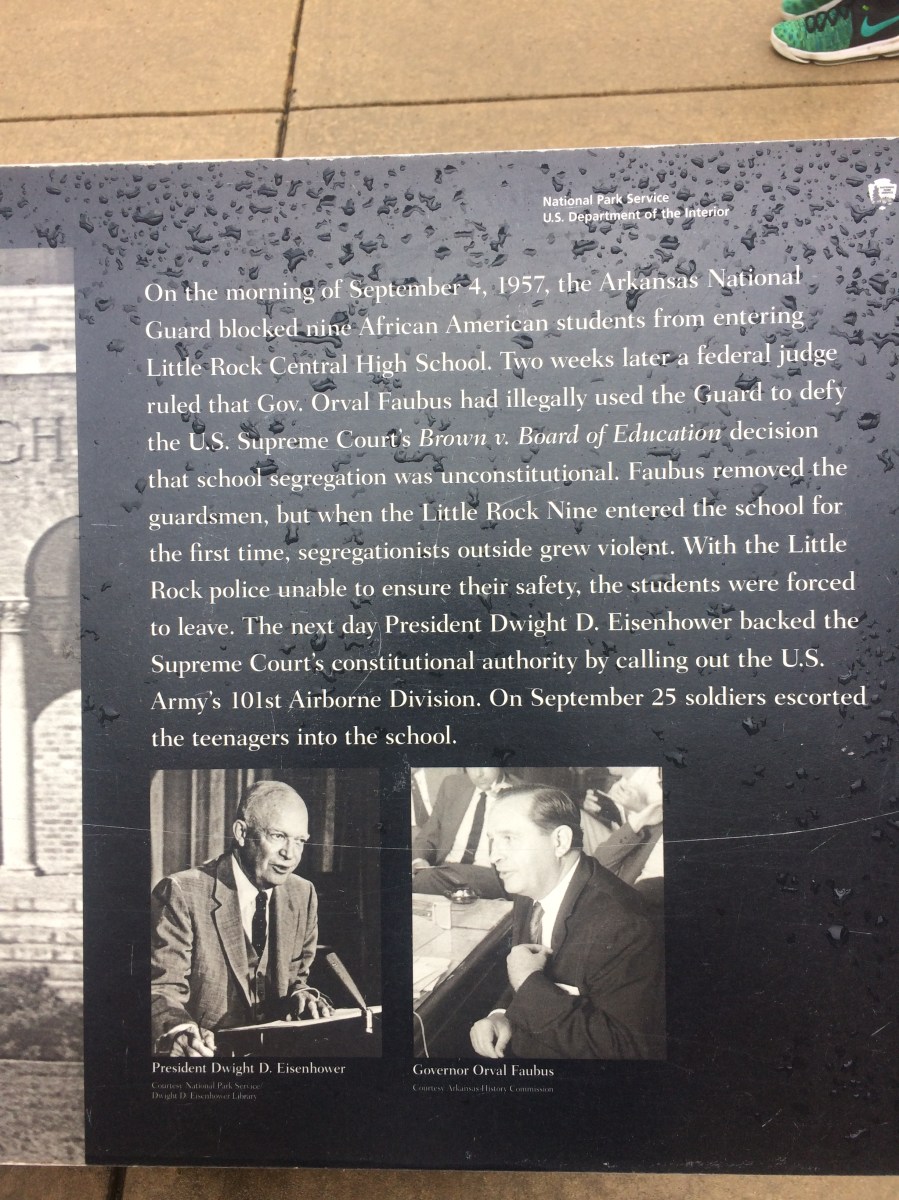 National Park Service
U.S. Department of the Interior
On the morning of September 4, 1957, the Arkansas National
Guard blocked nine African American students from entering
Little Rock Central High School. Two weeks later a federal judge
ruled that Gov. Orval Faubus had illegally used the Guard to defy
the U.S. Supreme Court's Brown v. Board of Education decision
that school segregation was unconstitutional. Faubus removed the
guardsmen, but when the Little Rock Nine entered the school for
the first time, segregationists outside grew violent. With the Little
Rock police unable to ensure their safety, the students were forced
to leave. The next day President Dwight D. Eisenhower backed the
Supreme Court's constitutional authority by calling out the U.S.
Army's 101st Airborne Division. On September 25 soldiers escorted
the teenagers into the school.
GH
President Dwight D. Eisenhower
Courtesy National Park Service/
Dwight D. Eisenhower Library
Governor Orval Faubus
Courtesy Arkansas History Commission